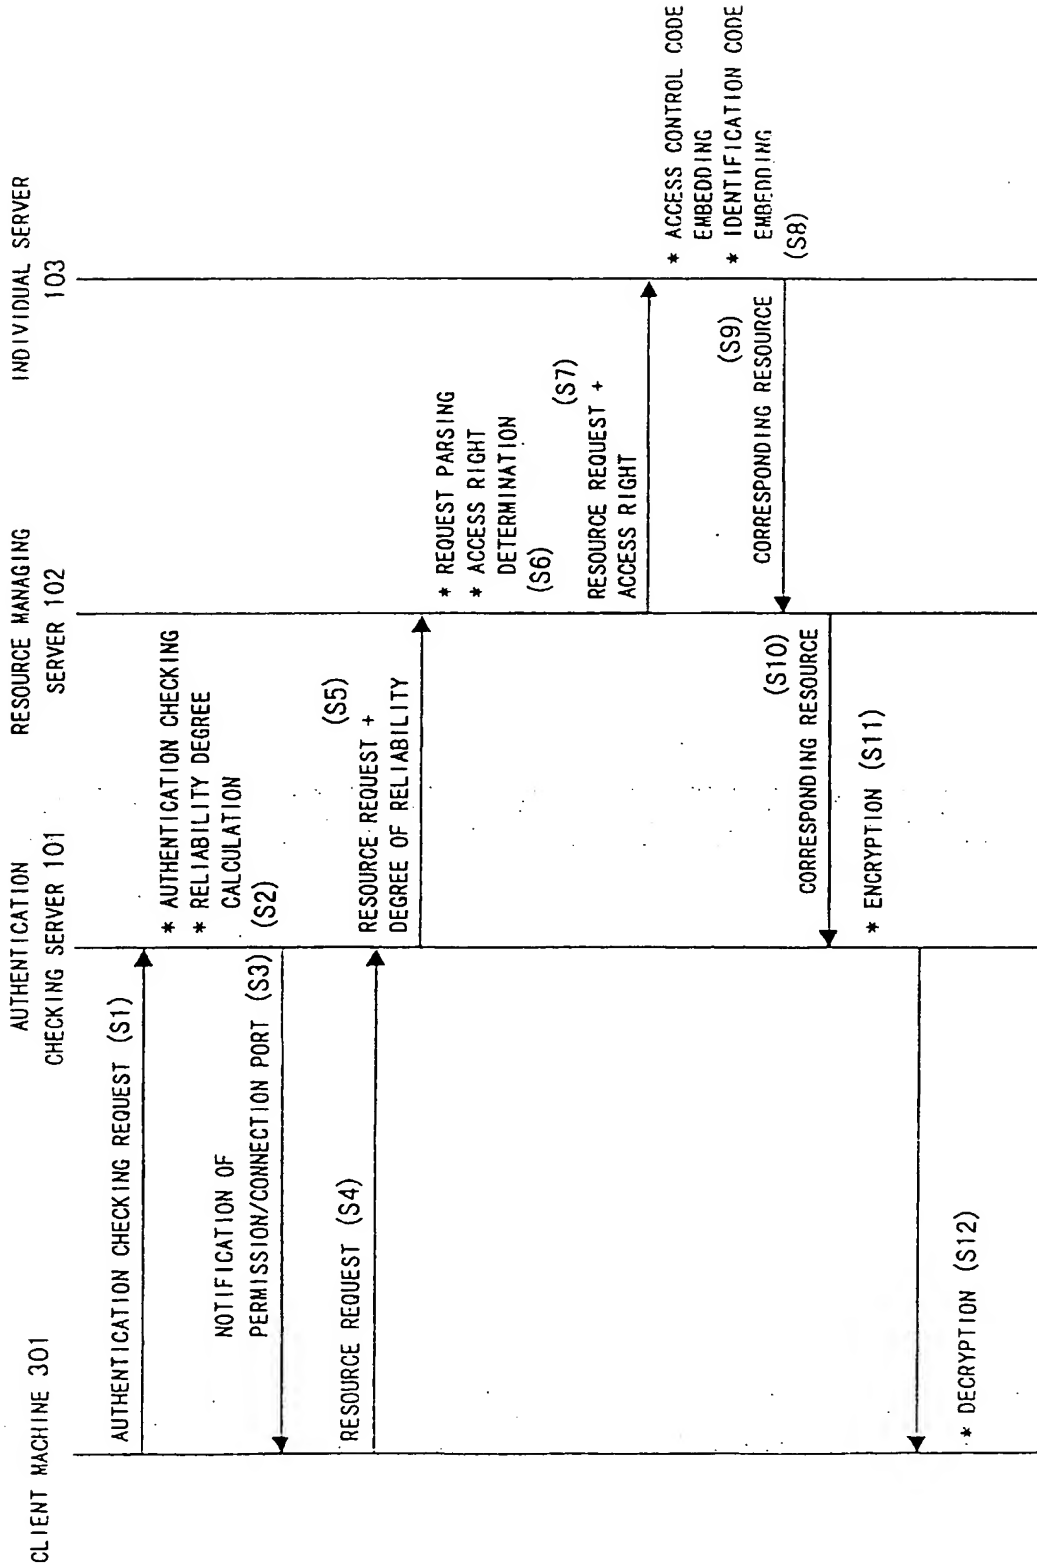 CLIENT MACHINE 301
AUTHENTICATION
CHECKING SERVER 101
RESOURCE MANAGING
SERVER 102
INDIVIDUAL SERVER
103
AUTHENTICATION CHECKING REQUEST (S1)
* AUTHENTICATION CHECKING
* RELIABILITY DEGREE
CALCULATION
(S2)
NOTIFICATION OF
PERMISSION/CONNECTION PORT (S3)
RESOURCE REQUEST (S4)
(S5)
RESOURCE REQUEST +
DEGREE OF RELIABILITY
* REQUEST PARSING
* ACCESS RIGHT
DETERMINATION
(S6)
(S7)
RESOURCE REQUEST +
ACCESS RIGHT
* ACCESS CONTROL CODE
EMBEDDING
* IDENTIFICATION CODE
EMBEDDING
(S8)
(S9)
CORRESPONDING RESOURCE
(S10)
CORRESPONDING RESOURCE
* ENCRYPTION (S11)
* DECRYPTION (S12)